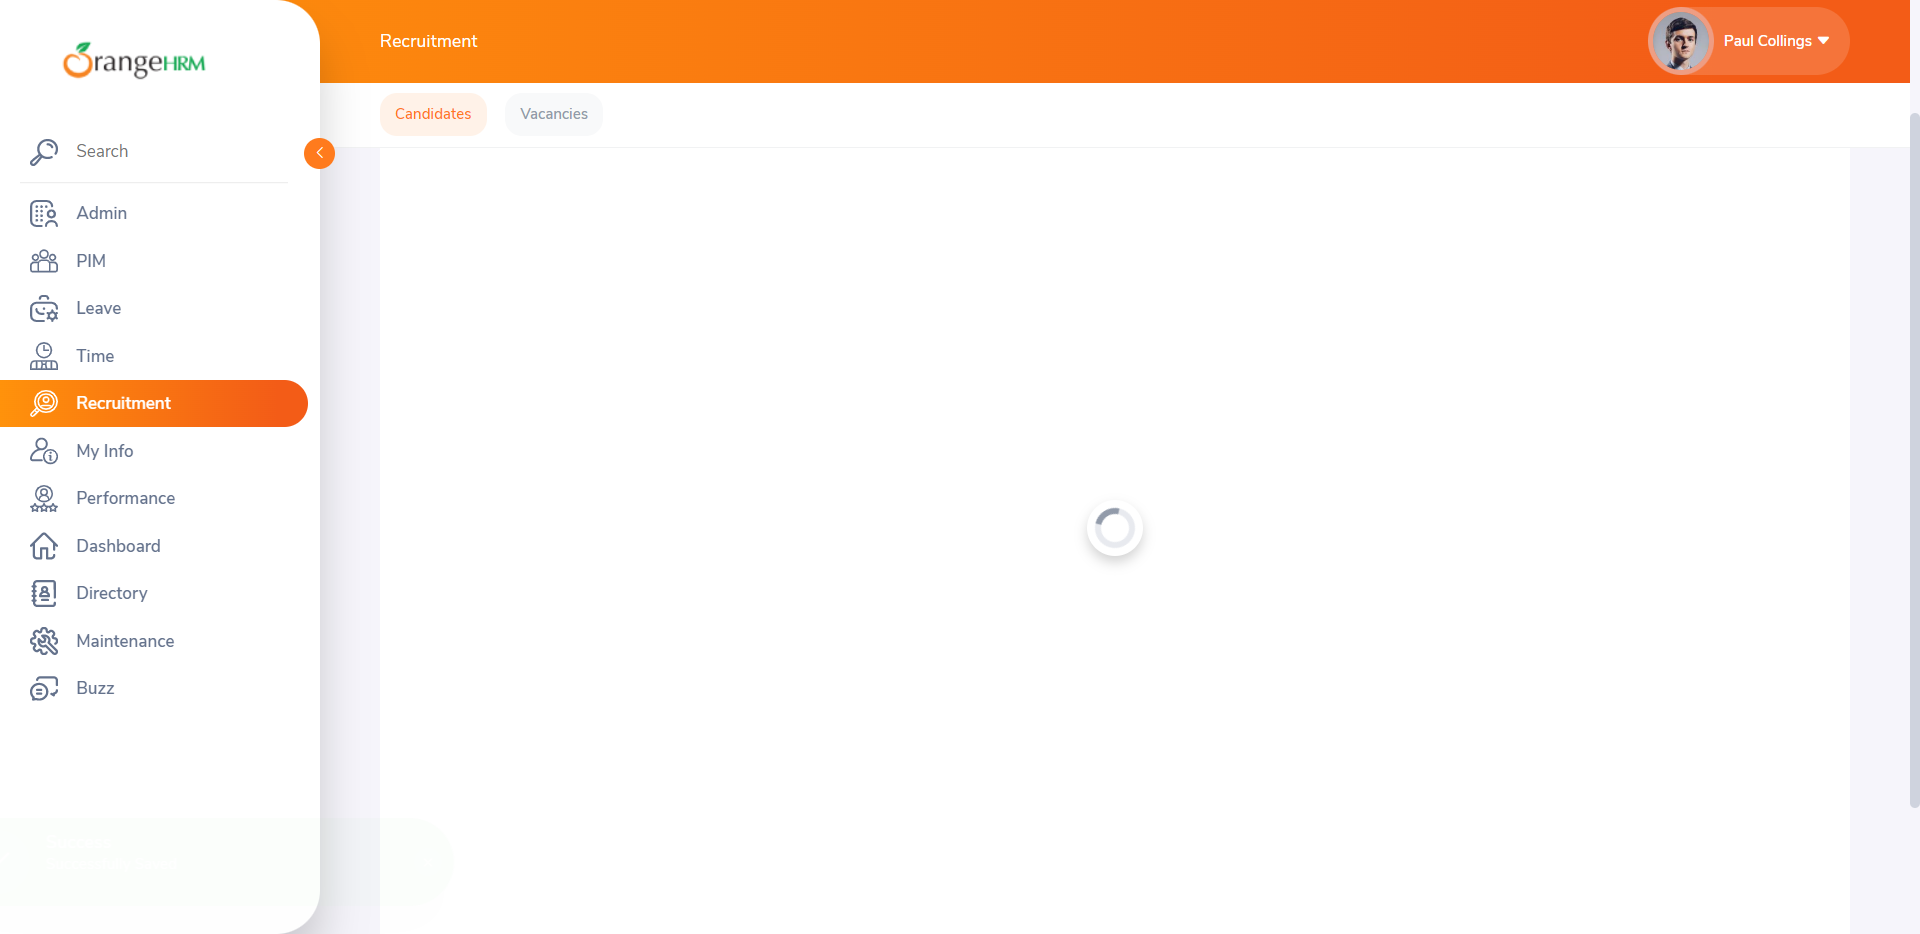 OrangeHRM
Search
Admin
PIM
Leave
Time
Recruitment
My Info
Performance
Dashboard
Directory
Maintenance
Buzz
Recruitment
Paul Collings
Candidates
Vacancies